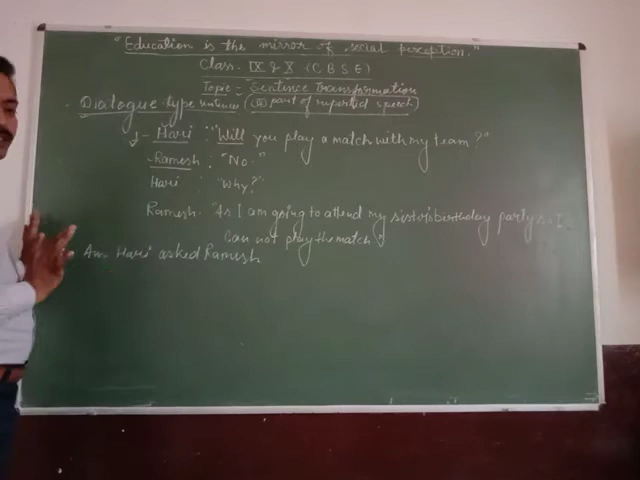 "Education is the mirror of social perception."
Class. IX & X (CBSE)
Topic - Sentence Transformation
Dialogue type sentences (A part of reported speech)
1- Hari : "Will you play a match with my team?"
Ramesh : "No."
Hari : "Why?"
Ramesh. "As I am going to attend my sister's birthday party so I
Can not play the match"
Ans. Hari asked Ramesh